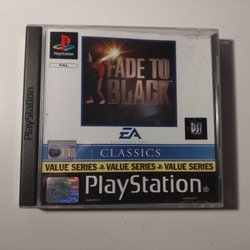 PlayStation
PAL
FADE TO
BLACK
EA
CLASSICS
VALUE SERIES VALUE SERIES VALUE SERIES
PlayStation